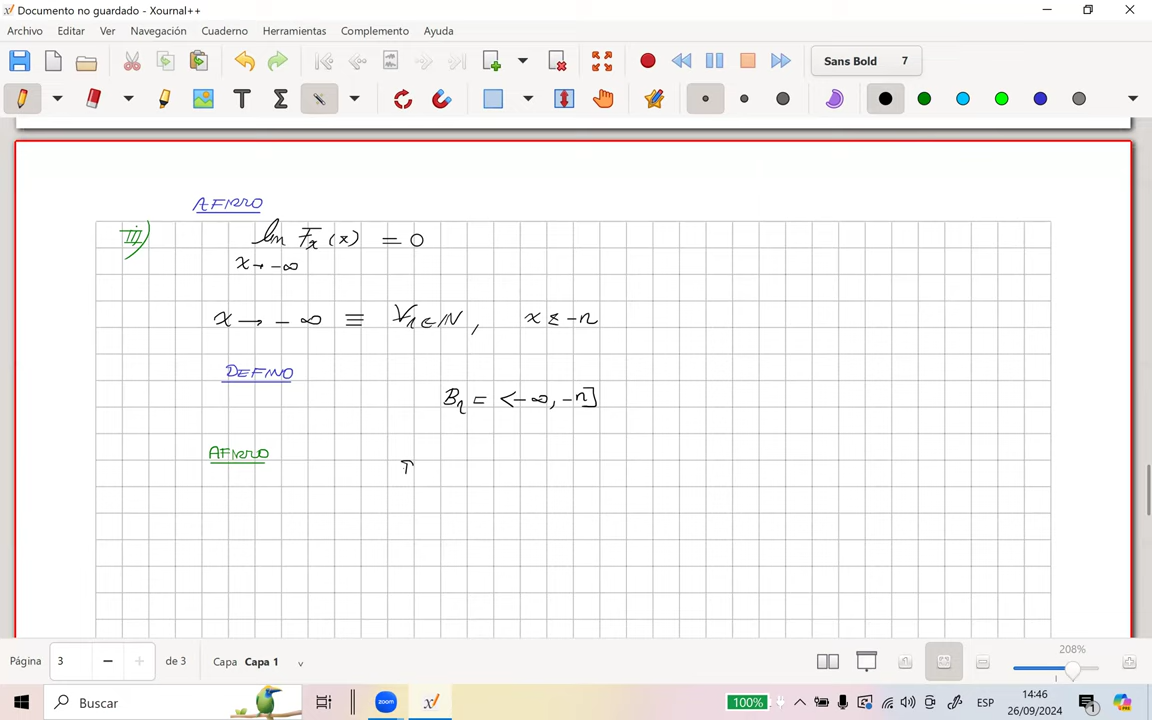 Documento no guardado - Xournal++
Archivo Editar Ver Navegación Cuaderno Herramientas Complemento Ayuda
Sans Bold 7
AFIRMO
iii) lim Fx(x) = 0
x → -∞
x → -∞ ≡ ∀n∈ℕ, x ≤ -n
DEFINO
Bn = <-∞, -n]
AFIRMO
Página 3 de 3 Capa Capa 1 208%
Buscar zoom 100% ESP 14:46
26/09/2024 1